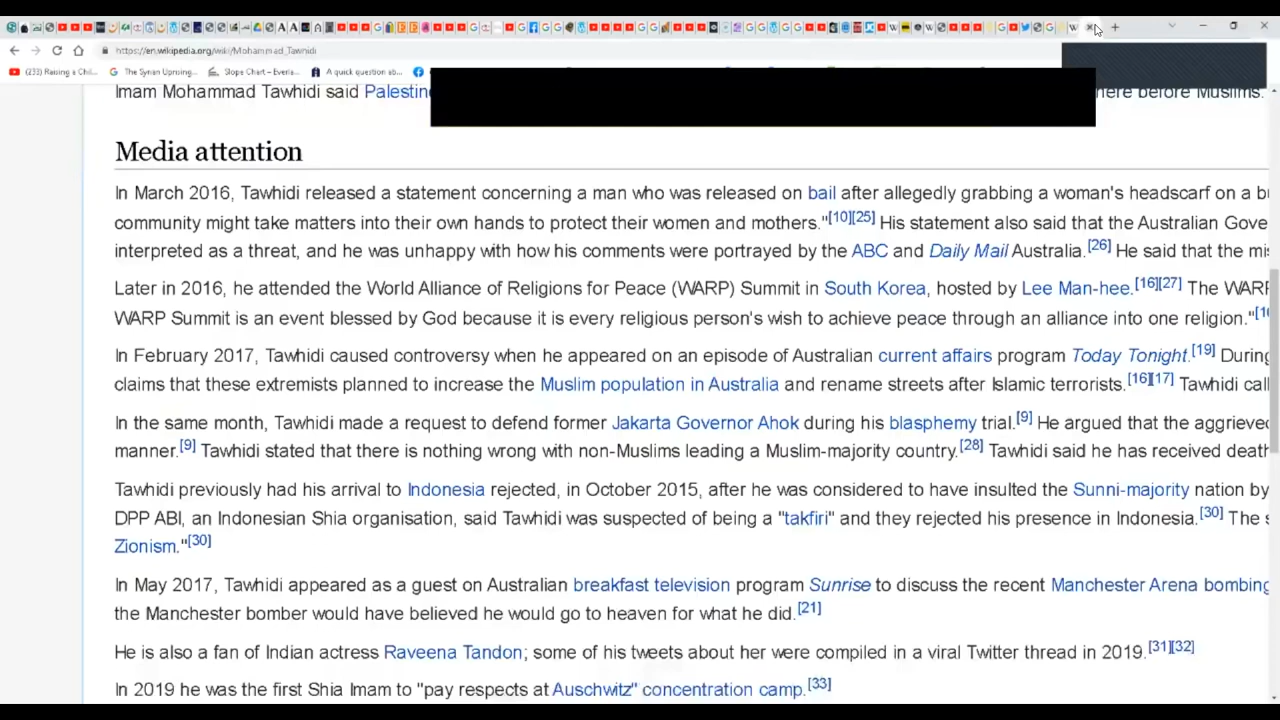 https://en.wikipedia.org/wiki/Mohammad_Tawhidi
(233) Raising a Chil...
The Syrian Uprising...
Slope Chart – Everla...
A quick question ab...
Imam Mohammad Tawhidi said Palestine
here before Muslims.
Media attention
In March 2016, Tawhidi released a statement concerning a man who was released on bail after allegedly grabbing a woman's headscarf on a b
community might take matters into their own hands to protect their women and mothers."[10][25] His statement also said that the Australian Gove
interpreted as a threat, and he was unhappy with how his comments were portrayed by the ABC and Daily Mail Australia.[26] He said that the mi
Later in 2016, he attended the World Alliance of Religions for Peace (WARP) Summit in South Korea, hosted by Lee Man-hee.[16][27] The WARP
WARP Summit is an event blessed by God because it is every religious person's wish to achieve peace through an alliance into one religion."[1
In February 2017, Tawhidi caused controversy when he appeared on an episode of Australian current affairs program Today Tonight.[19] During
claims that these extremists planned to increase the Muslim population in Australia and rename streets after Islamic terrorists.[16][17] Tawhidi call
In the same month, Tawhidi made a request to defend former Jakarta Governor Ahok during his blasphemy trial.[9] He argued that the aggrieved
manner.[9] Tawhidi stated that there is nothing wrong with non-Muslims leading a Muslim-majority country.[28] Tawhidi said he has received death
Tawhidi previously had his arrival to Indonesia rejected, in October 2015, after he was considered to have insulted the Sunni-majority nation by
DPP ABI, an Indonesian Shia organisation, said Tawhidi was suspected of being a "takfiri" and they rejected his presence in Indonesia.[30] The s
Zionism."[30]
In May 2017, Tawhidi appeared as a guest on Australian breakfast television program Sunrise to discuss the recent Manchester Arena bombing
the Manchester bomber would have believed he would go to heaven for what he did.[21]
He is also a fan of Indian actress Raveena Tandon; some of his tweets about her were compiled in a viral Twitter thread in 2019.[31][32]
In 2019 he was the first Shia Imam to "pay respects at Auschwitz" concentration camp.[33]